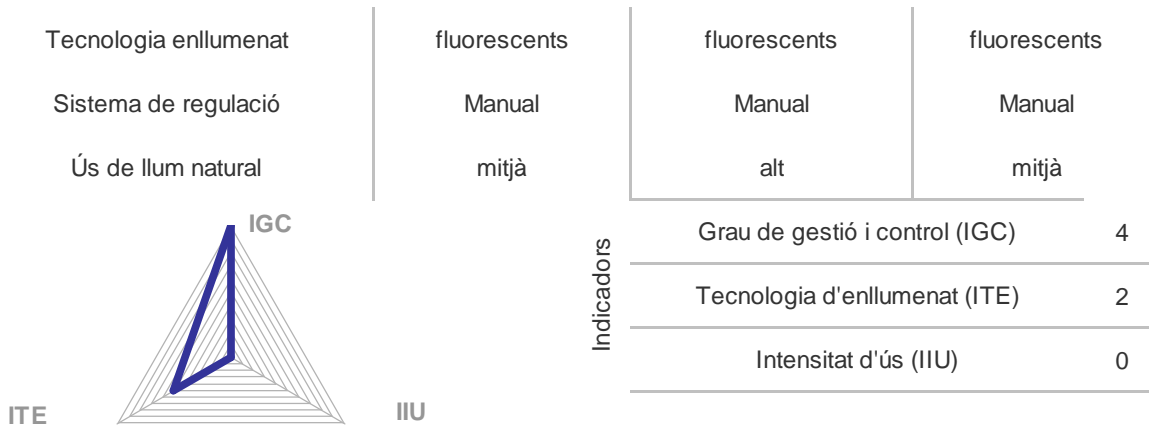 Tecnologia enllumenat fluorescents fluorescents fluorescents
Sistema de regulació Manual Manual Manual
Ús de llum natural mitjà alt mitjà
IGC
ITE
IIU
Indicadors
Grau de gestió i control (IGC) 4
Tecnologia d'enllumenat (ITE) 2
Intensitat d'ús (IIU) 0